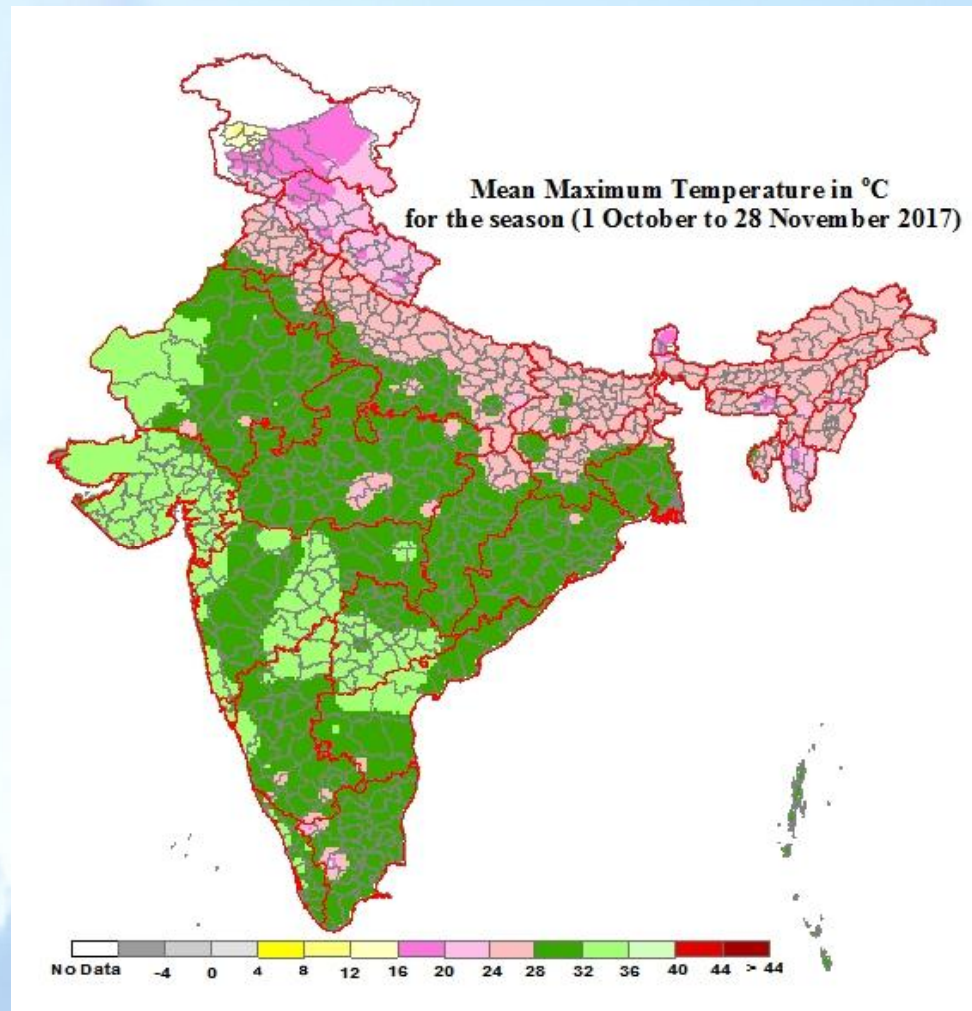 Mean Maximum Temperature in °C
for the season (1 October to 28 November 2017)
No Data -4 0 4 8 12 16 20 24 28 32 36 40 44 > 44